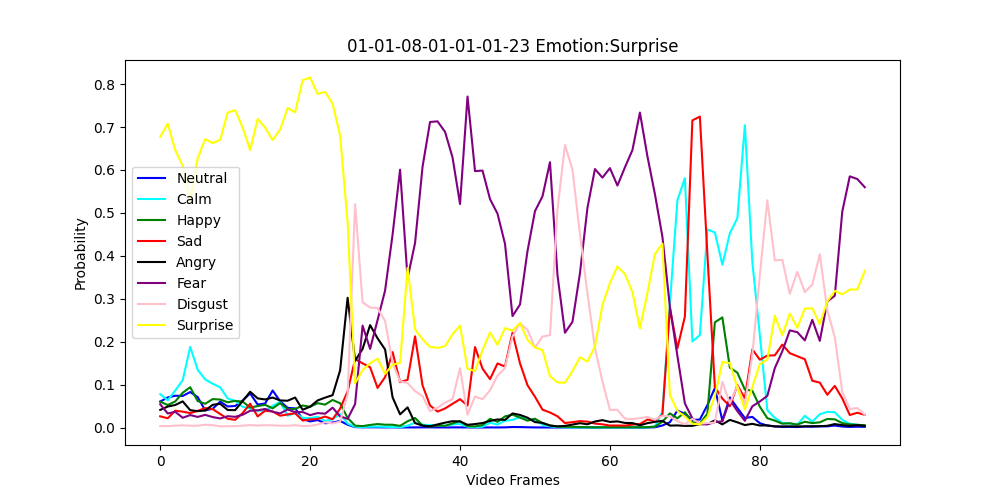 01-01-08-01-01-01-23 Emotion:Surprise
Probability
0.8
0.7
0.6
0.5
0.4
0.3
0.2
0.1
0.0
Neutral
Calm
Happy
Sad
Angry
Fear
Disgust
Surprise
0 20 40 60 80
Video Frames